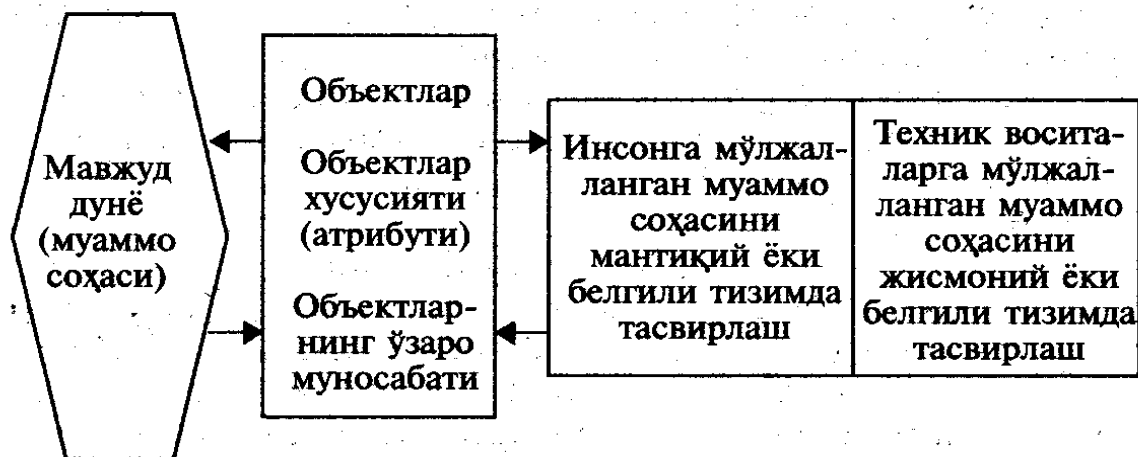 Мавжуд
дунё
(муаммо
соҳаси)
Объектлар
Объектлар
хусусияти
(атрибути)
Объектлар-
нинг ўзаро
муносабати
Инсонга мўлжал-
ланган муаммо
соҳасини
мантиқий ёки
белгили тизимда
тасвирлаш
Техник восита-
ларга мўлжал-
ланган муаммо
соҳасини
жисмоний ёки
белгили тизимда
тасвирлаш